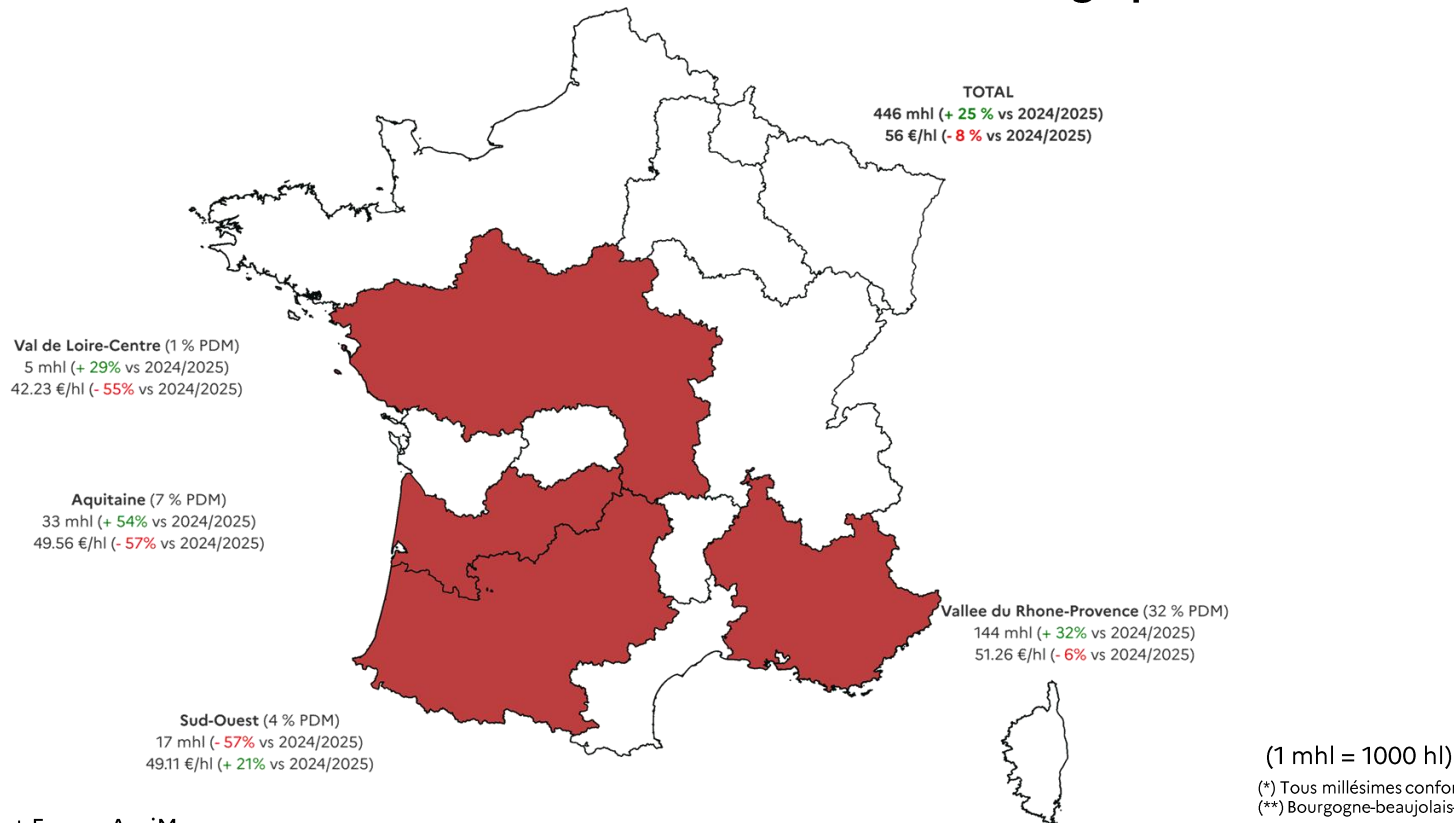 TOTAL
446 mhl (+ 25 % vs 2024/2025)
56 €/hl (- 8 % vs 2024/2025)
Val de Loire-Centre (1 % PDM)
5 mhl (+ 29% vs 2024/2025)
42.23 €/hl (- 55% vs 2024/2025)
Aquitaine (7 % PDM)
33 mhl (+ 54% vs 2024/2025)
49.56 €/hl (- 57% vs 2024/2025)
Vallee du Rhone-Provence (32 % PDM)
144 mhl (+ 32% vs 2024/2025)
51.26 €/hl (- 6% vs 2024/2025)
Sud-Ouest (4 % PDM)
17 mhl (- 57% vs 2024/2025)
49.11 €/hl (+ 21% vs 2024/2025)
(1 mhl = 1000 hl)
(*) Tous millésimes confor
(**) Bourgogne-beaujolais-